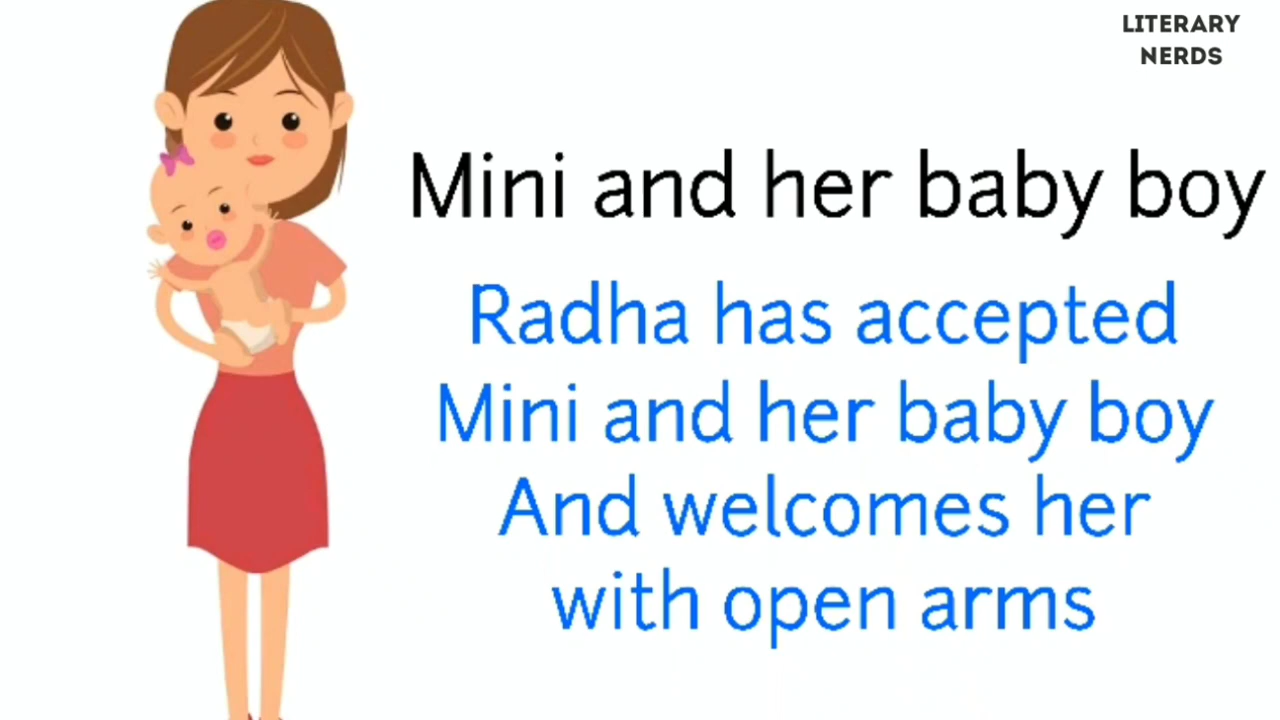 LITERARY
NERDS
Mini and her baby boy
Radha has accepted
Mini and her baby boy
And welcomes her
with open arms